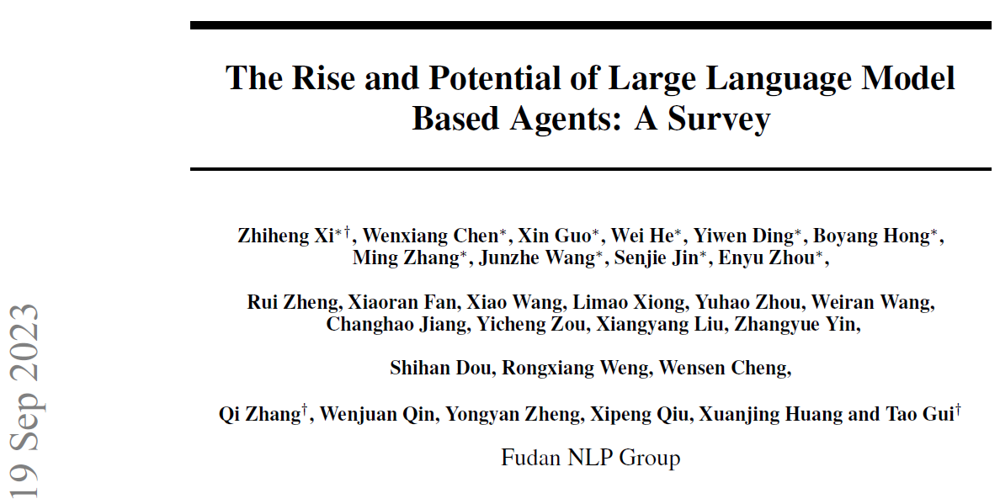 The Rise and Potential of Large Language Model
Based Agents: A Survey
Zhiheng Xi∗†, Wenxiang Chen∗, Xin Guo∗, Wei He∗, Yiwen Ding∗, Boyang Hong∗,
Ming Zhang∗, Junzhe Wang∗, Senjie Jin∗, Enyu Zhou∗,
Rui Zheng, Xiaoran Fan, Xiao Wang, Limao Xiong, Yuhao Zhou, Weiran Wang,
Changhao Jiang, Yicheng Zou, Xiangyang Liu, Zhangyue Yin,
Shihan Dou, Rongxiang Weng, Wensen Cheng,
Qi Zhang†, Wenjuan Qin, Yongyan Zheng, Xipeng Qiu, Xuanjing Huang and Tao Gui†
Fudan NLP Group
19 Sep 2023